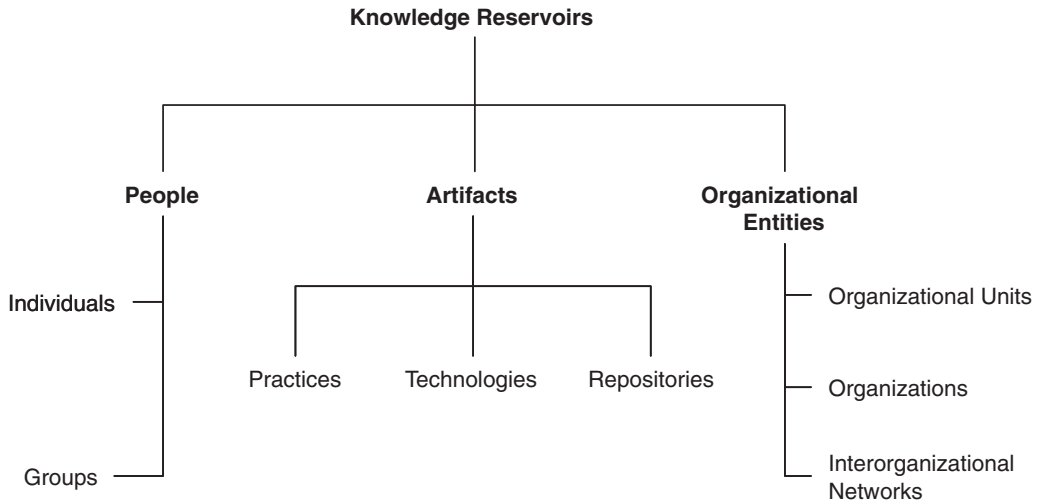 Knowledge Reservoirs
People
Artifacts
Organizational
Entities
Individuals
Organizational Units
Practices
Technologies
Repositories
Organizations
Groups
Interorganizational
Networks